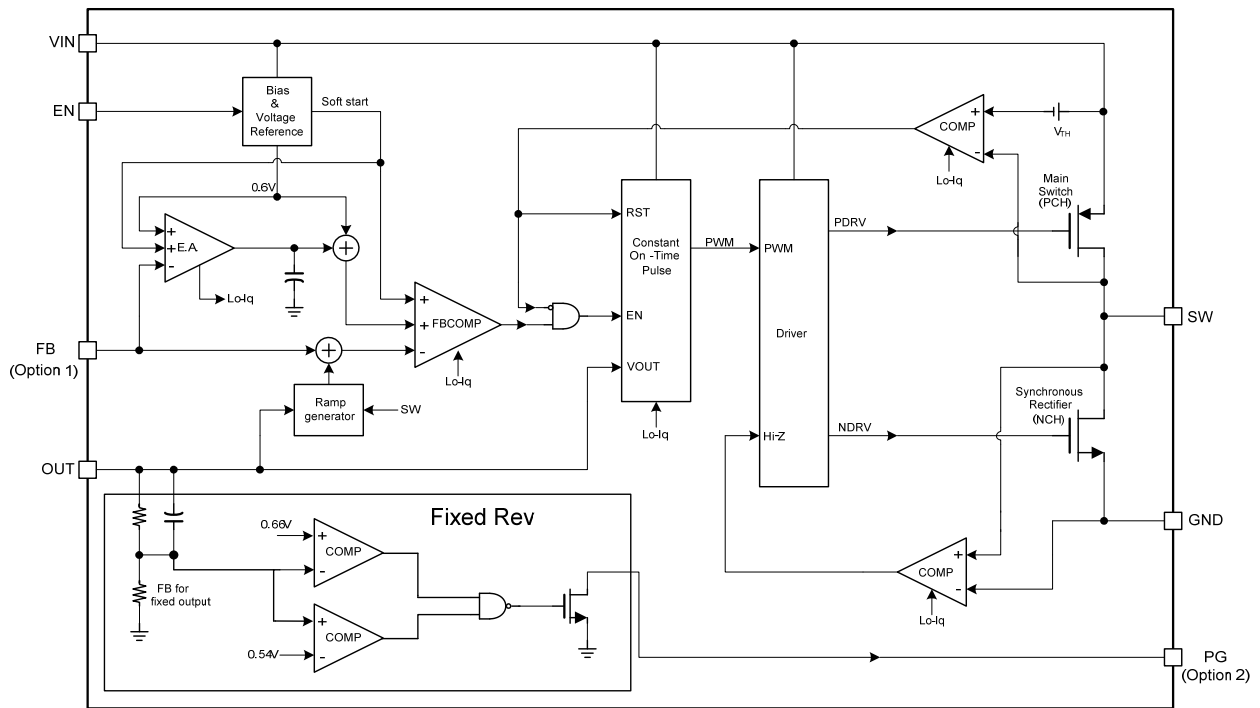 VIN
EN
Bias
&
Voltage
Reference
Soft start
0.6V
+
+
-
E.A.
Lo-Iq
+
FB
(Option 1)
+
Ramp
generator
SW
+
+
-
FBCOMP
Lo-Iq
RST
Constant
On -Time
Pulse
EN
VOUT
PWM
Lo-Iq
PWM
Driver
Hi-Z
PDRV
NDRV
+
-
COMP
Lo-Iq
VTH
Main
Switch
(PCH)
SW
Synchronous
Rectifier
(NCH)
GND
+
-
COMP
Lo-Iq
OUT
FB for
fixed output
Fixed Rev
0.66V
+
-
COMP
+
-
COMP
0.54V
PG
(Option 2)